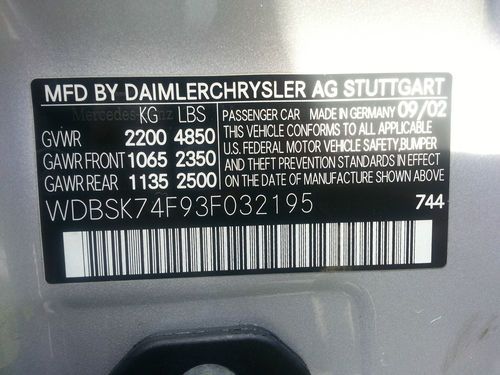 MFD BY DAIMLERCHRYSLER AG STUTTGART
Mercedes-Benz
KG LBS
GVWR 2200 4850
GAWR FRONT 1065 2350
GAWR REAR 1135 2500
PASSENGER CAR MADE IN GERMANY 09/02
THIS VEHICLE CONFORMS TO ALL APPLICABLE
U.S. FEDERAL MOTOR VEHICLE SAFETY,BUMPER
AND THEFT PREVENTION STANDARDS IN EFFECT
ON THE DATE OF MANUFACTURE SHOWN ABOVE.
WDBSK74F93F032195 744